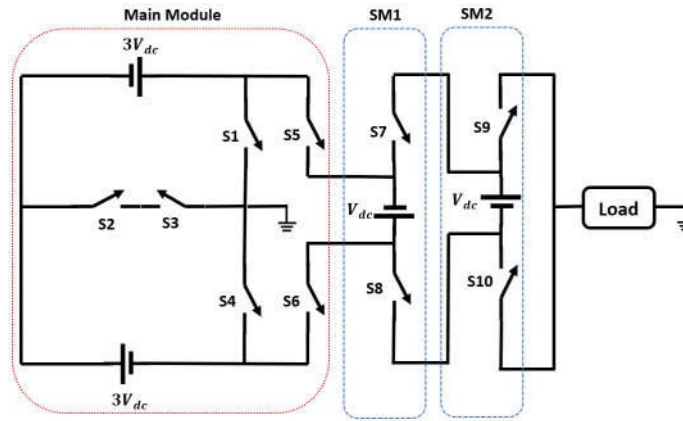 Main Module
SM1
SM2
3V_dc
S1
S5
S7
S9
S2
S3
V_dc
V_dc
Load
S4
S6
S8
S10
3V_dc